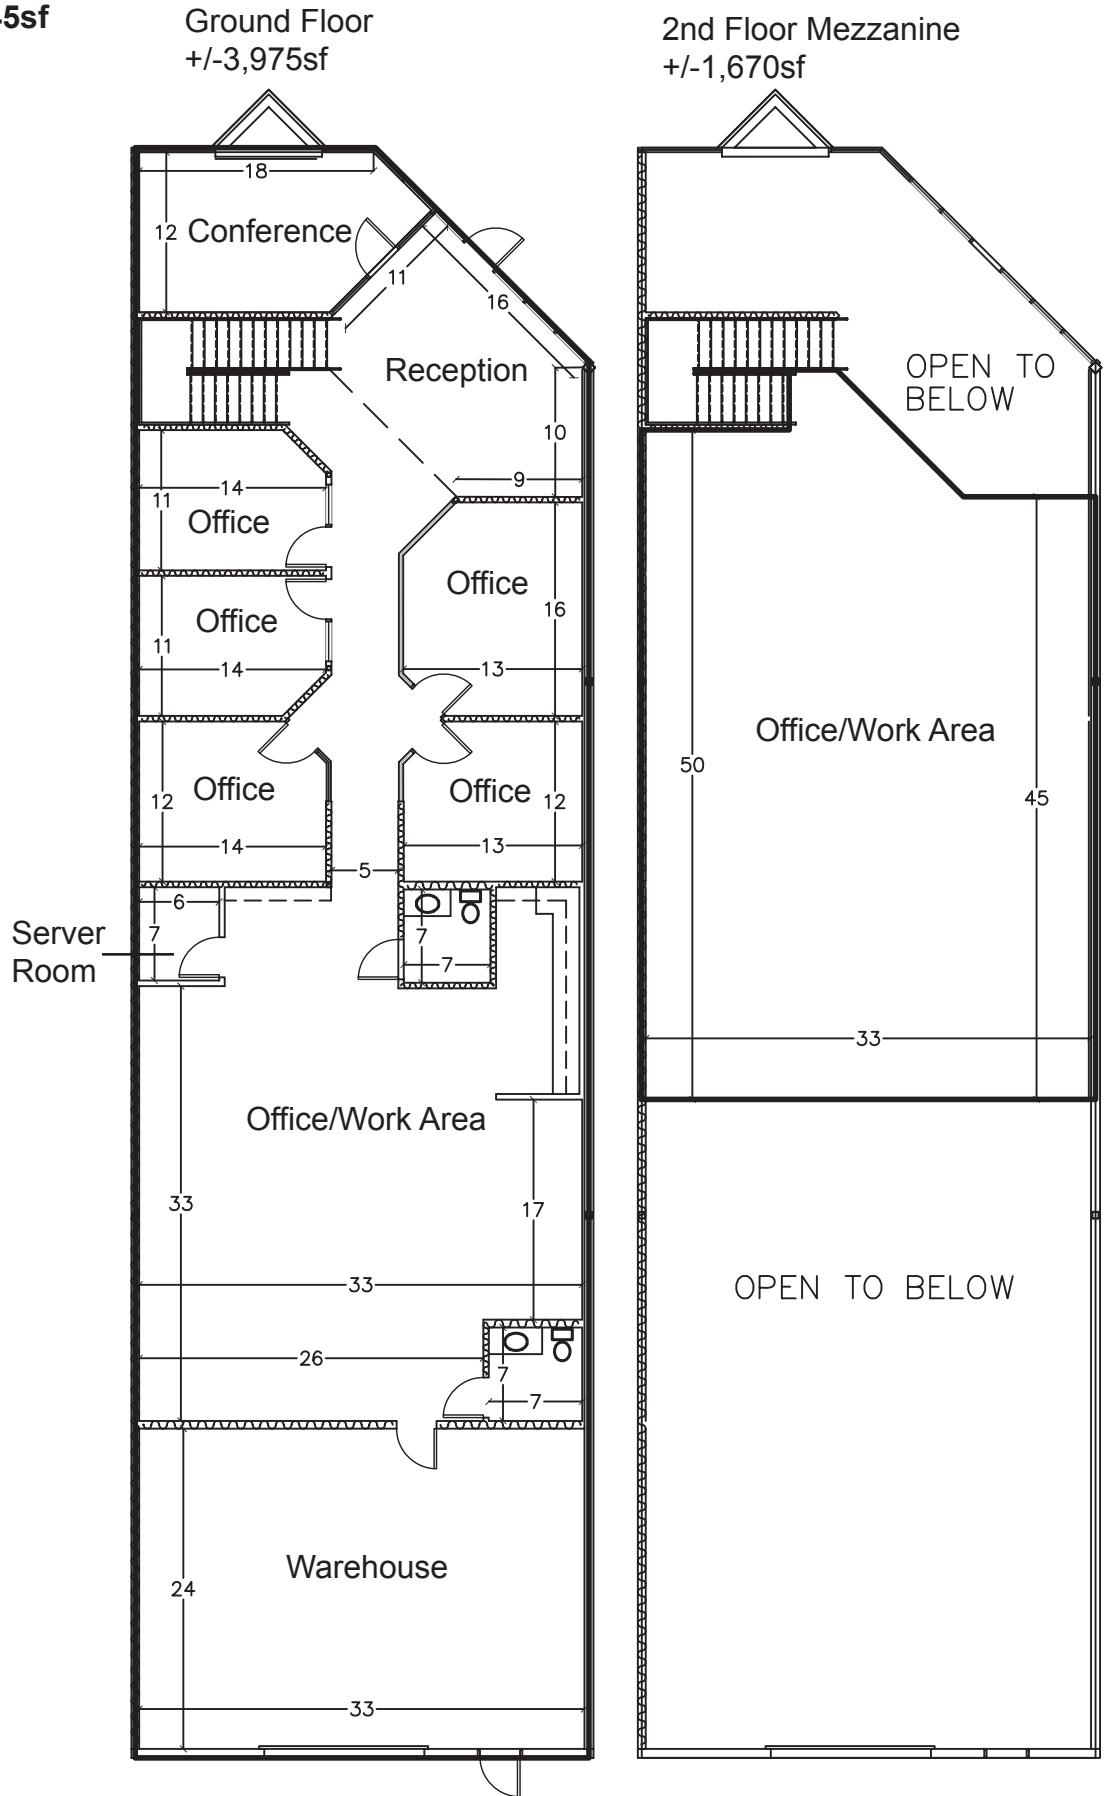 5sf
Ground Floor
+/-3,975sf
2nd Floor Mezzanine
+/-1,670sf
18
12
Conference
11
16
Reception
10
9
OPEN TO
BELOW
14
11
Office
Office
11
14
Office
16
13
Office
12
14
Office
12
13
5
6
7
Server
Room
7
7
Office/Work Area
33
17
33
26
7
7
Warehouse
24
33
Office/Work Area
50
45
33
OPEN TO BELOW